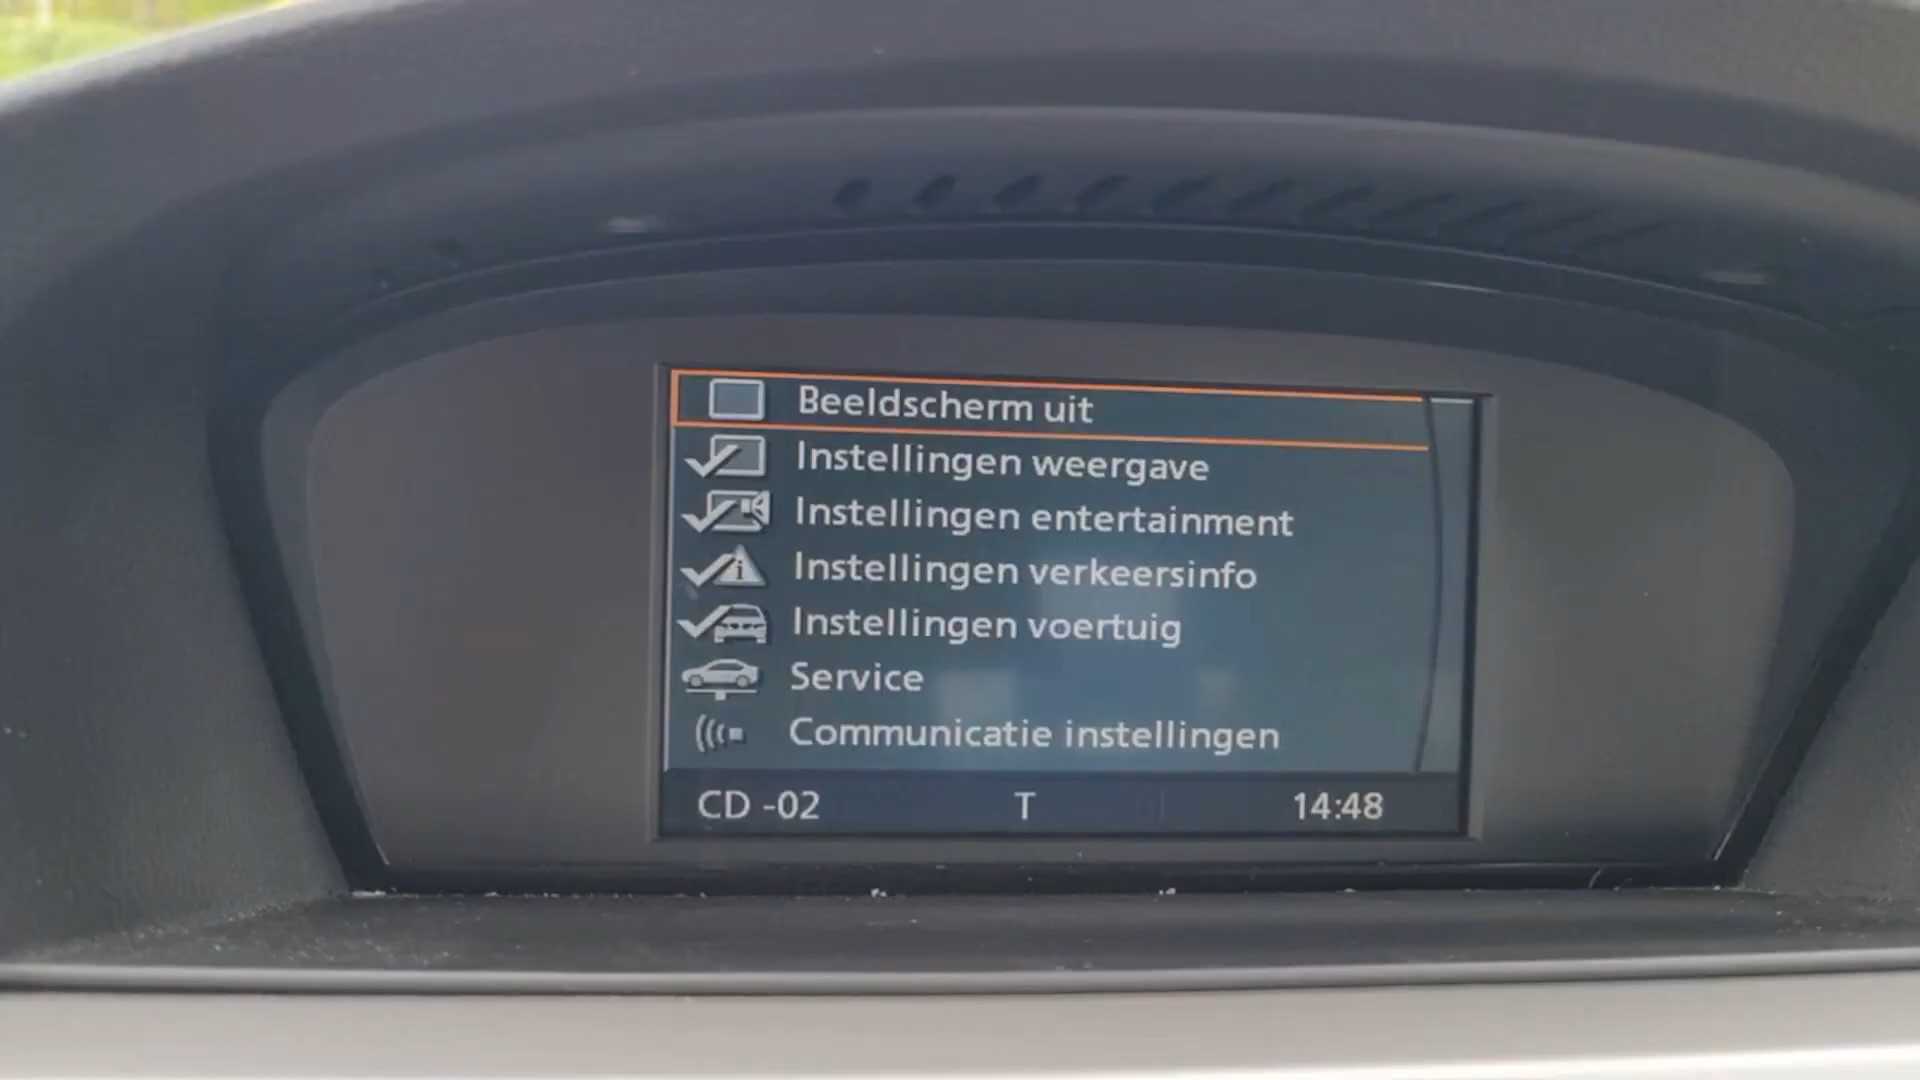 Beeldscherm uit
Instellingen weergave
Instellingen entertainment
Instellingen verkeersinfo
Instellingen voertuig
Service
Communicatie instellingen
CD -02 T 14:48